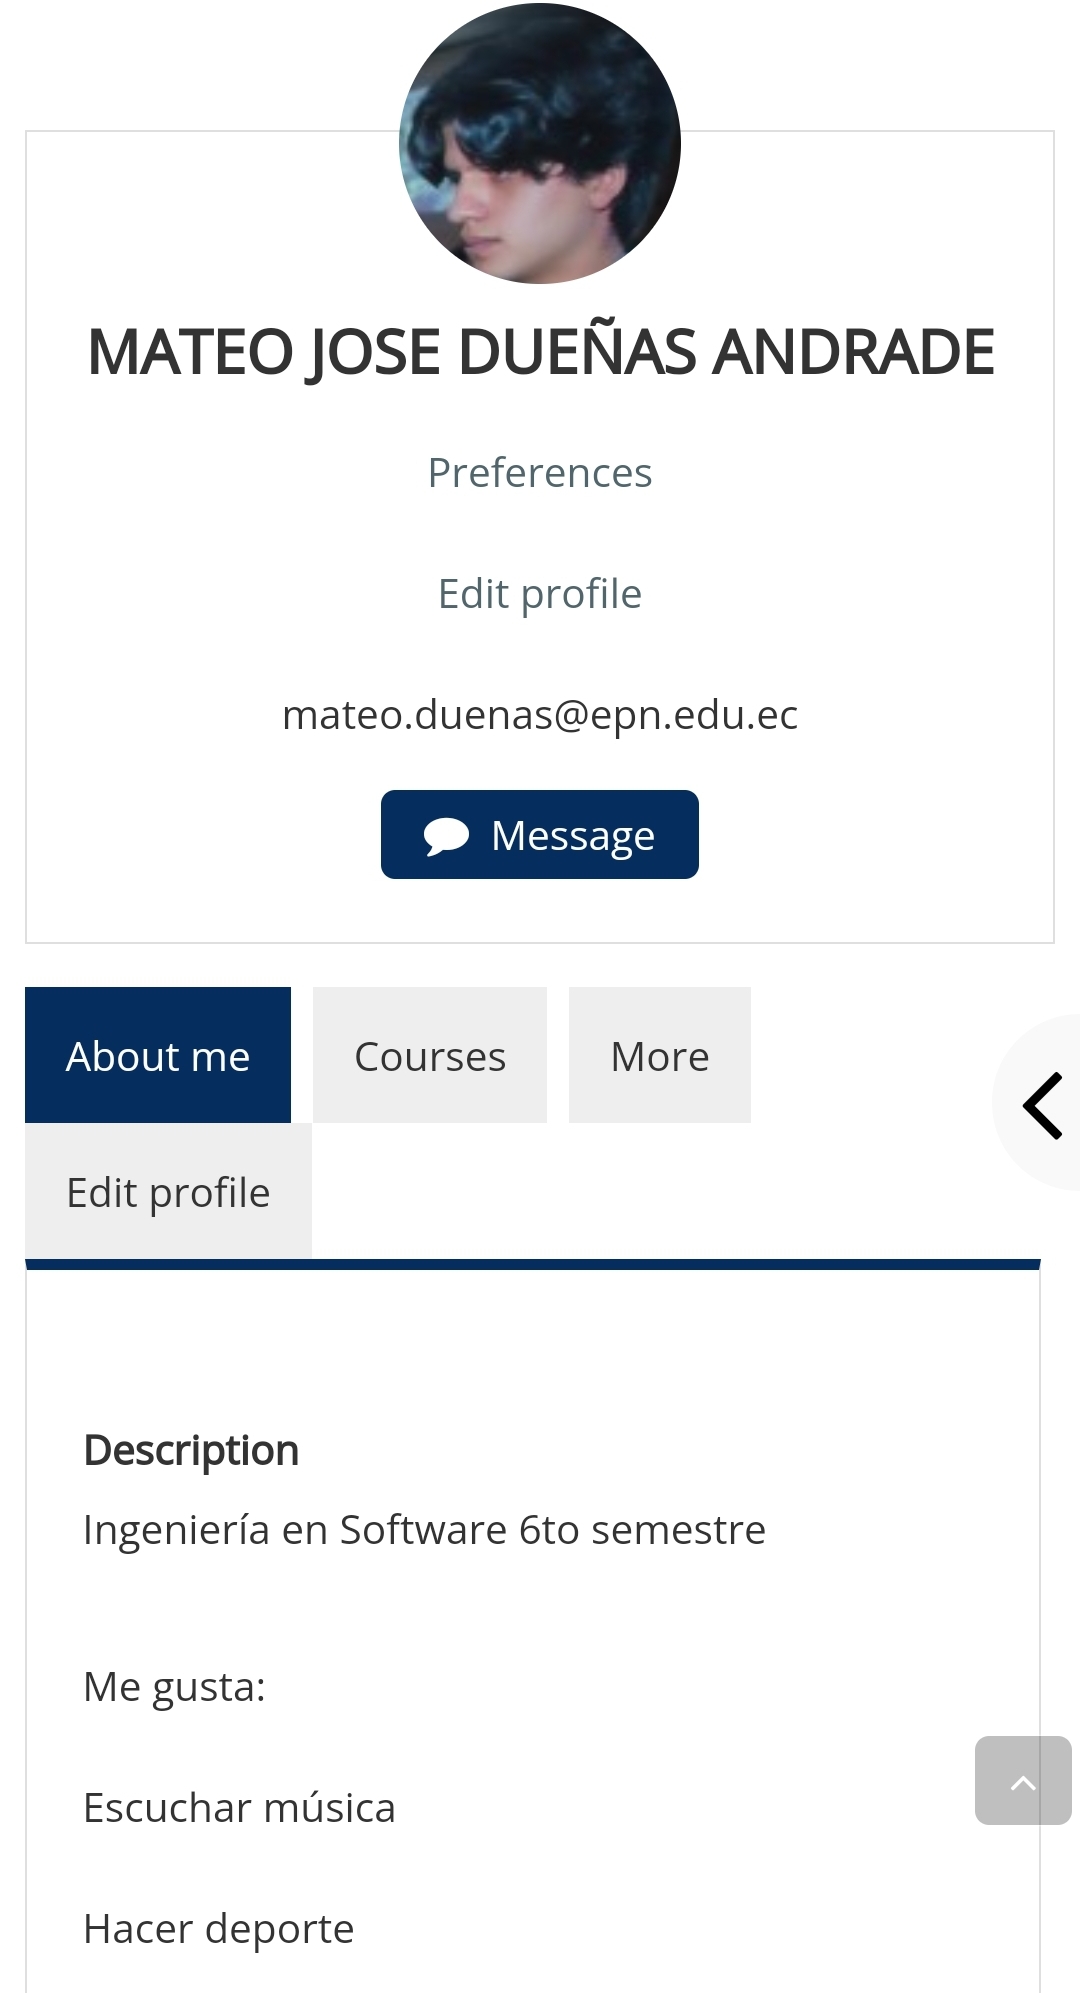 MATEO JOSE DUEÑAS ANDRADE
Preferences
Edit profile
mateo.duenas@epn.edu.ec
Message
About me
Courses
More
Edit profile
Description
Ingeniería en Software 6to semestre
Me gusta:
Escuchar música
Hacer deporte